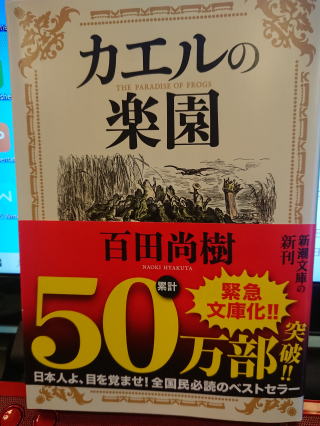 カエルの
THE PARADISE OF FROGS
楽園
百田尚樹
NAOKI HYAKUTA
新潮文庫の
新刊
緊急
文庫化!!
累計
50万部
突破!!
日本人よ、目を覚ませ!全国民必読のベストセラー